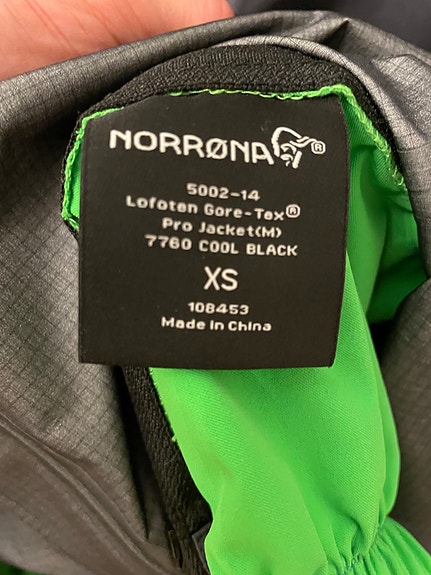 NORRØNA®
5002-14
Lofoten Gore-Tex®
Pro Jacket(M)
7760 COOL BLACK
XS
108453
Made in China